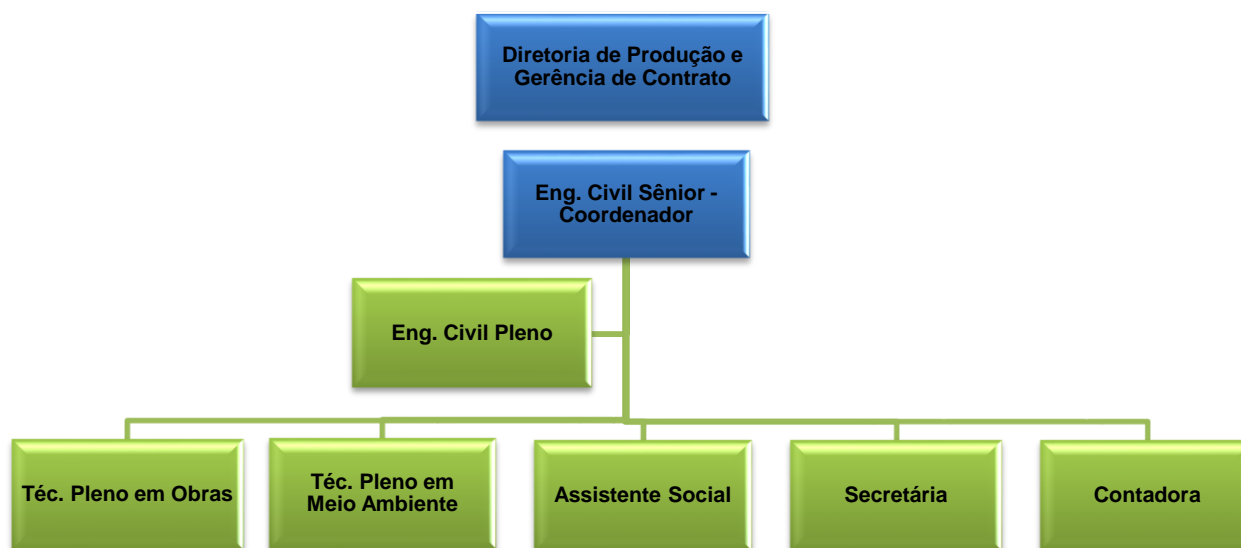 Diretoria de Produção e
Gerência de Contrato
Eng. Civil Sênior -
Coordenador
Eng. Civil Pleno
Téc. Pleno em Obras
Téc. Pleno em
Meio Ambiente
Assistente Social
Secretária
Contadora